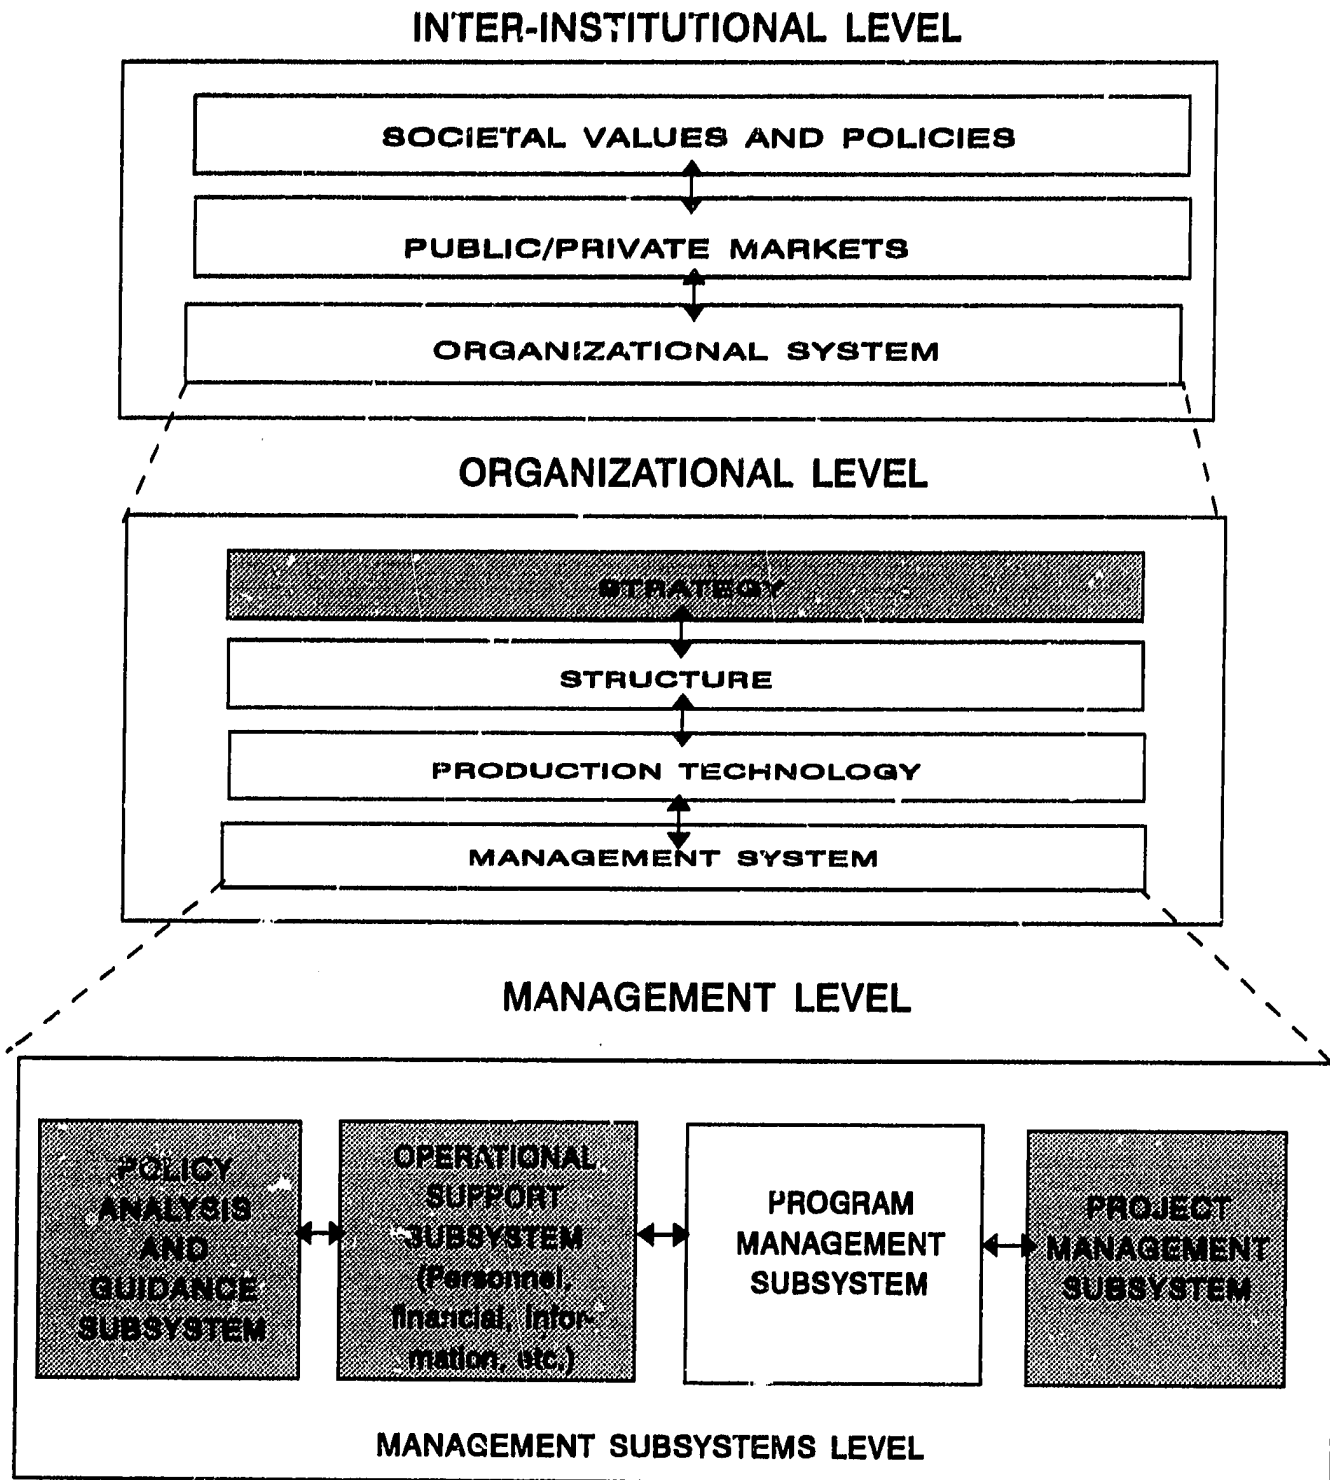 INTER-INSTITUTIONAL LEVEL
SOCIETAL VALUES AND POLICIES
PUBLIC/PRIVATE MARKETS
ORGANIZATIONAL SYSTEM
ORGANIZATIONAL LEVEL
STRATEGY
STRUCTURE
PRODUCTION TECHNOLOGY
MANAGEMENT SYSTEM
MANAGEMENT LEVEL
POLICY
ANALYSIS
AND
GUIDANCE
SUBSYSTEM
OPERATIONAL
SUPPORT
SUBSYSTEM
(Personnel,
financial, infor-
mation, etc.)
PROGRAM
MANAGEMENT
SUBSYSTEM
PROJECT
MANAGEMENT
SUBSYSTEM
MANAGEMENT SUBSYSTEMS LEVEL